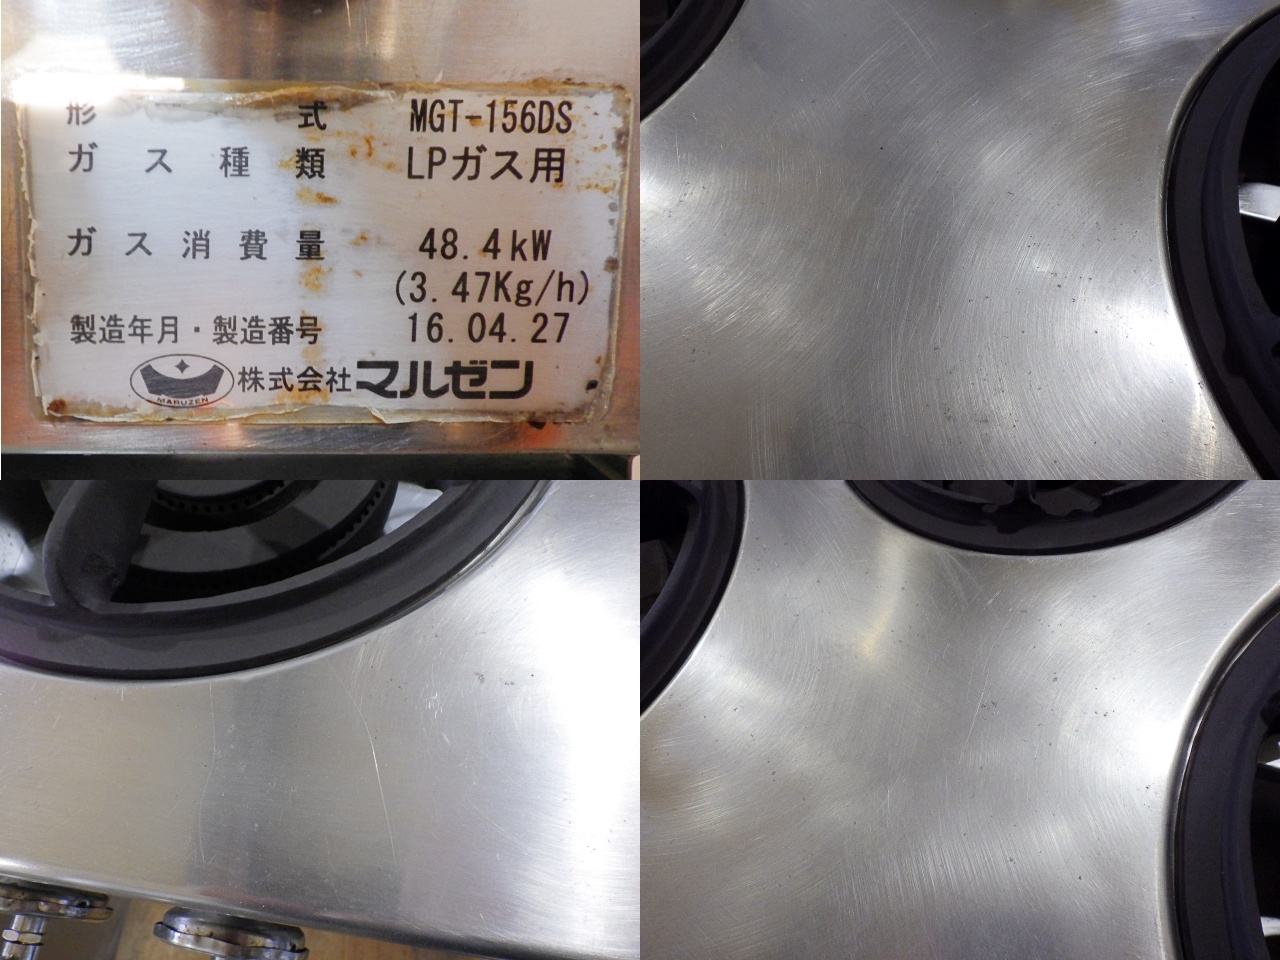 形式 MGT-156DS
ガス種類 LPガス用
ガス消費量 48.4kW
(3.47Kg/h)
製造年月・製造番号 16.04.27
MARUZEN 株式会社マルゼン